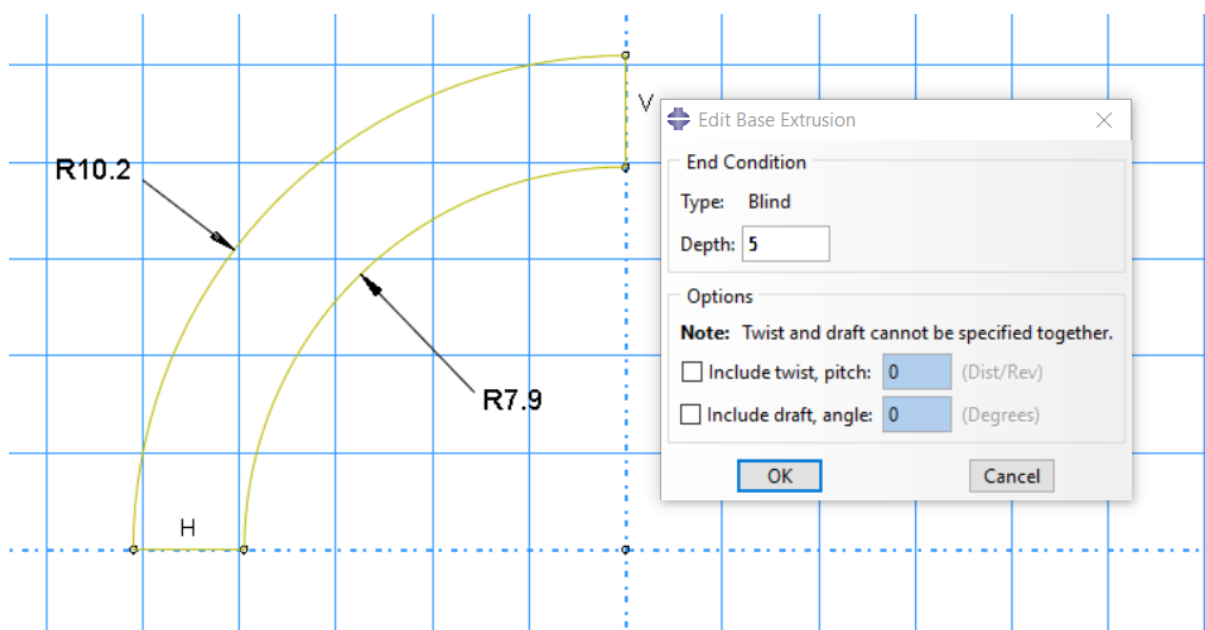 V
R10.2
R7.9
H
Edit Base Extrusion
End Condition
Type: Blind
Depth: 5
Options
Note: Twist and draft cannot be specified together.
Include twist, pitch: 0 (Dist/Rev)
Include draft, angle: 0 (Degrees)
OK Cancel